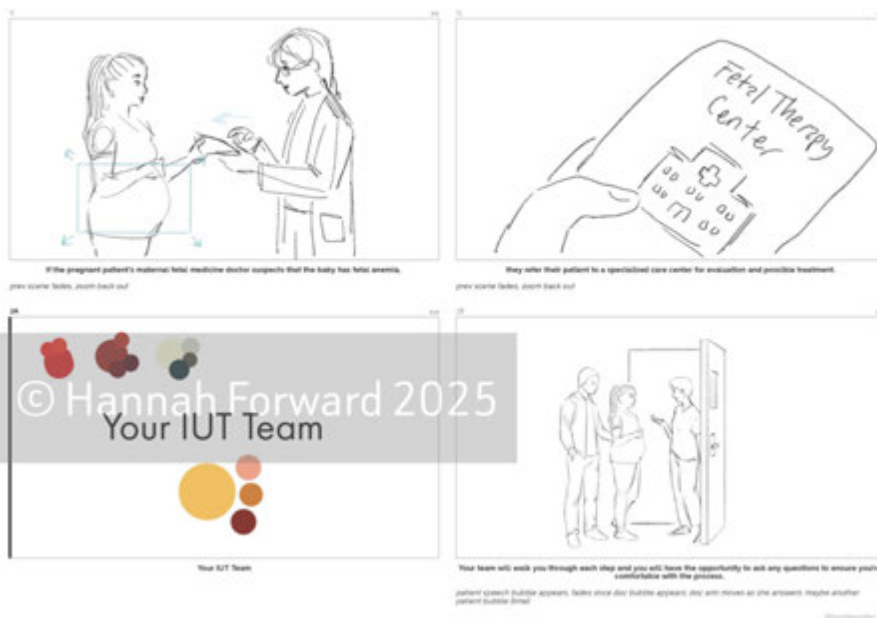 If the pregnant patient's maternal fetal medicine doctor suspects that the baby has fetal anemia,
prev scene fades, zoom back out
Fetal Therapy
Center
they refer their patient to a specialized care center for evaluation and possible treatment.
prev scene fades, zoom back out
© Hannah Forward 2025
Your IUT Team
Your IUT Team
Your team will walk you through each step and you will have the opportunity to ask any questions to ensure you're
comfortable with the process.
patient speech bubble appears, fades once doc bubble appears; doc arm moves as she answers. maybe another
patient bubble